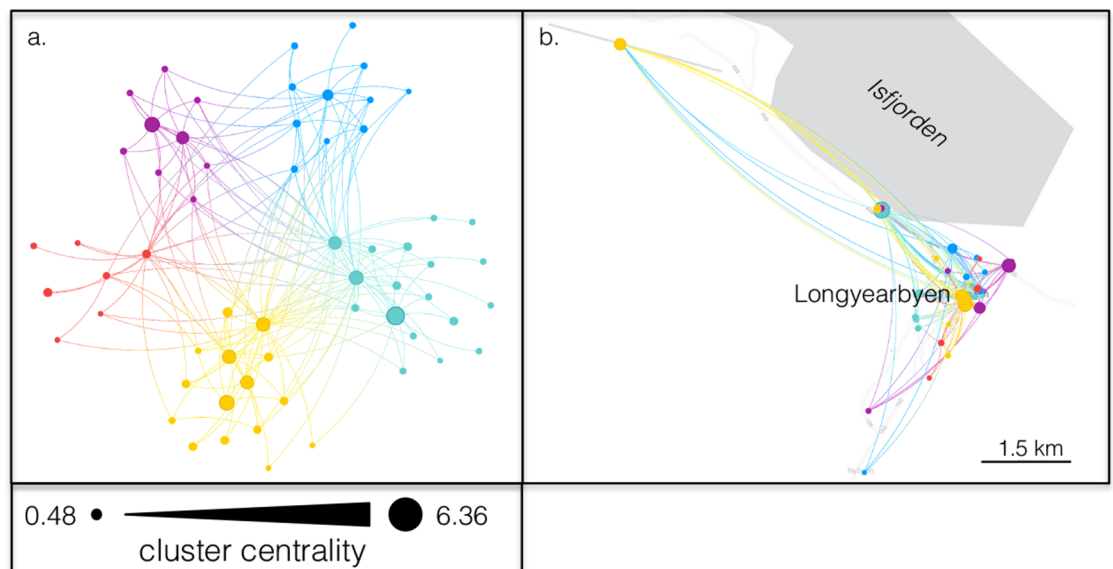 a.
b.
Isfjorden
Longyearbyen
1.5 km
0.48
6.36
cluster centrality